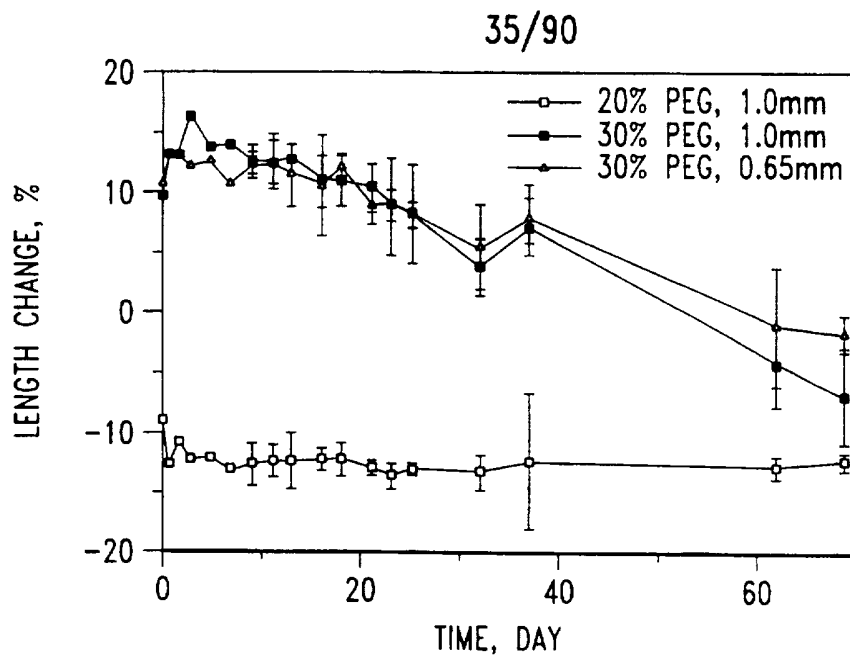 35/90
20
10
0
-10
-20
LENGTH CHANGE, %
20% PEG, 1.0mm
30% PEG, 1.0mm
30% PEG, 0.65mm
0 20 40 60
TIME, DAY